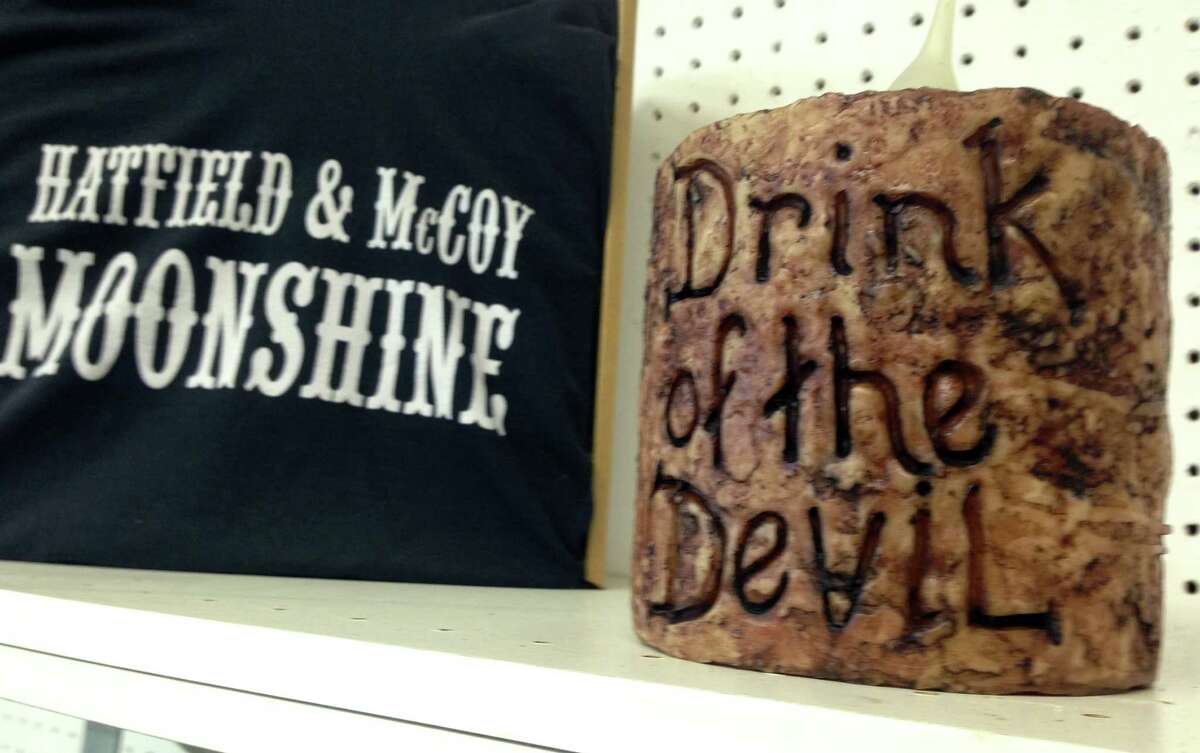 HATFIELD & McCOY
MOONSHINE
Drink
of the
DeviL